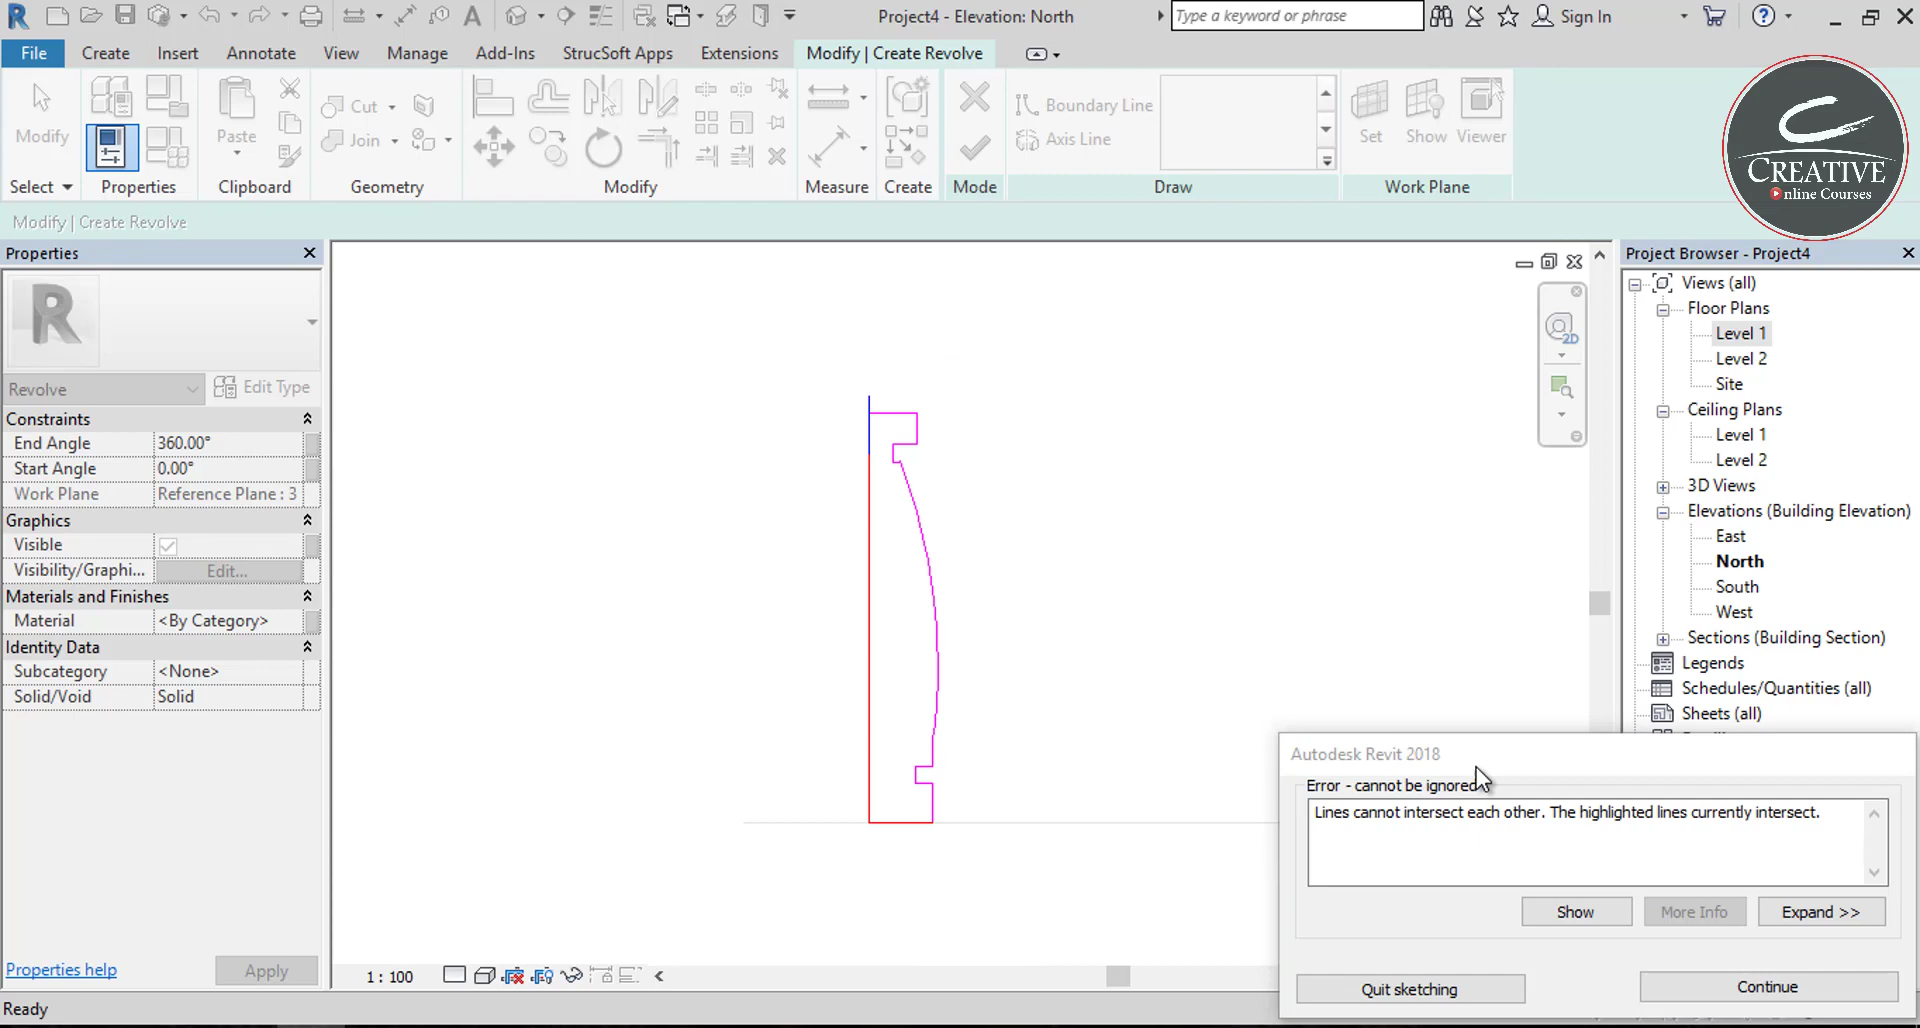 Project4 - Elevation: North
Type a keyword or phrase
Sign In
File
Create
Insert
Annotate
View
Manage
Add-Ins
StrucSoft Apps
Extensions
Modify | Create Revolve
Modify
Paste
Cut
Join
Boundary Line
Axis Line
Set
Show
Viewer
Select
Properties
Clipboard
Geometry
Modify
Measure
Create
Mode
Draw
Work Plane
CREATIVE
Online Courses
Modify | Create Revolve
Properties
Revolve
Edit Type
Constraints
End Angle 360.00°
Start Angle 0.00°
Work Plane Reference Plane : 3
Graphics
Visible
Visibility/Graphi... Edit...
Materials and Finishes
Material <By Category>
Identity Data
Subcategory <None>
Solid/Void Solid
Properties help
Apply
Ready
2D
1 : 100
Project Browser - Project4
Views (all)
Floor Plans
Level 1
Level 2
Site
Ceiling Plans
Level 1
Level 2
3D Views
Elevations (Building Elevation)
East
North
South
West
Sections (Building Section)
Legends
Schedules/Quantities (all)
Sheets (all)
Autodesk Revit 2018
Error - cannot be ignored
Lines cannot intersect each other. The highlighted lines currently intersect.
Show
More Info
Expand >>
Quit sketching
Continue